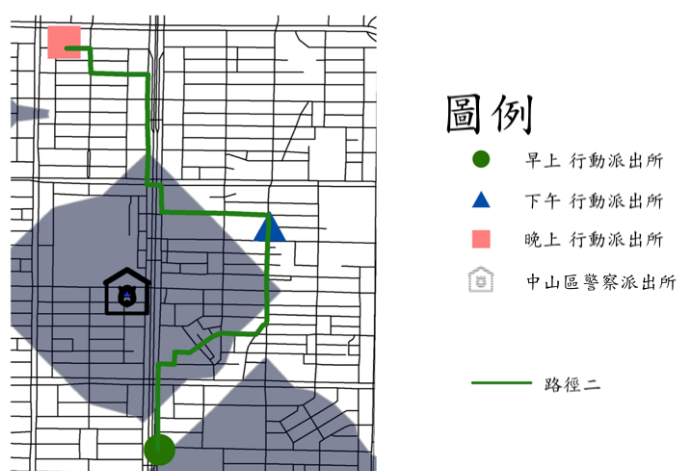 圖例
早上 行動派出所
下午 行動派出所
晚上 行動派出所
中山區警察派出所
路徑二